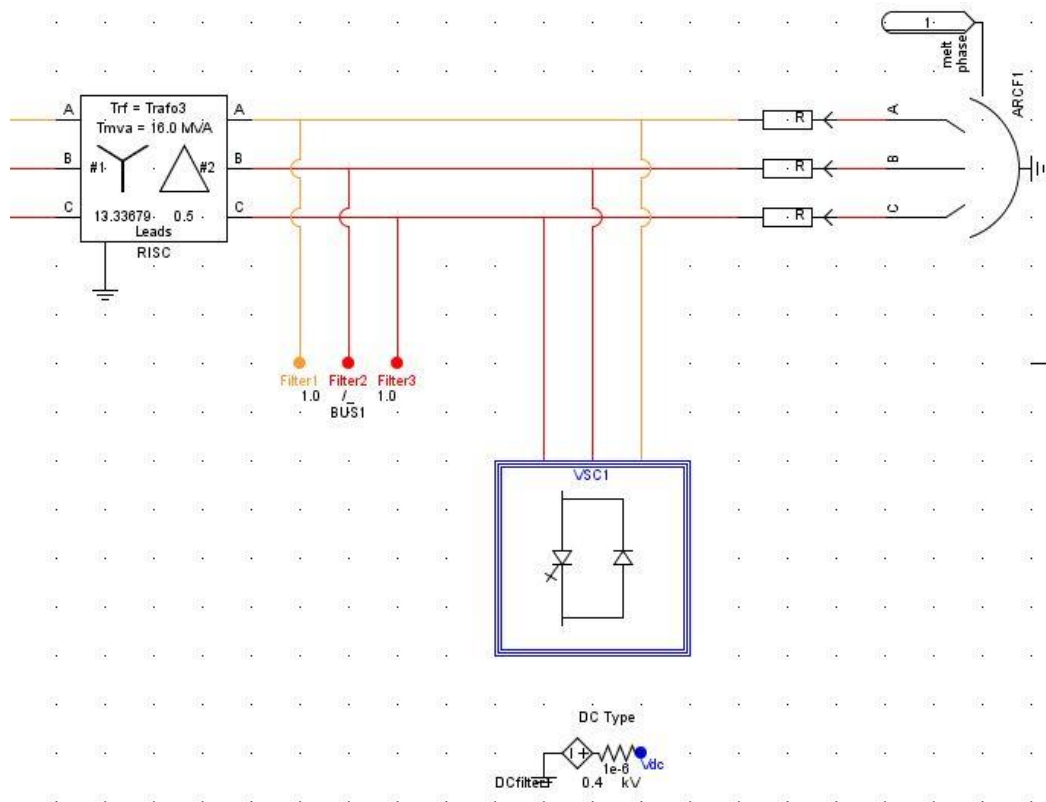 1
melt
phase
ARCF1
A
Trf = Trafo3
Tmva = 16.0 MVA
A
R
A
B
#1
#2
B
R
B
C
13.33679
0.5
C
R
C
Leads
RISC
Filter1
Filter2
Filter3
1.0
/_
1.0
BUS1
VSC1
DC Type
1e-6
Vdc
DCfilter
0.4
kV